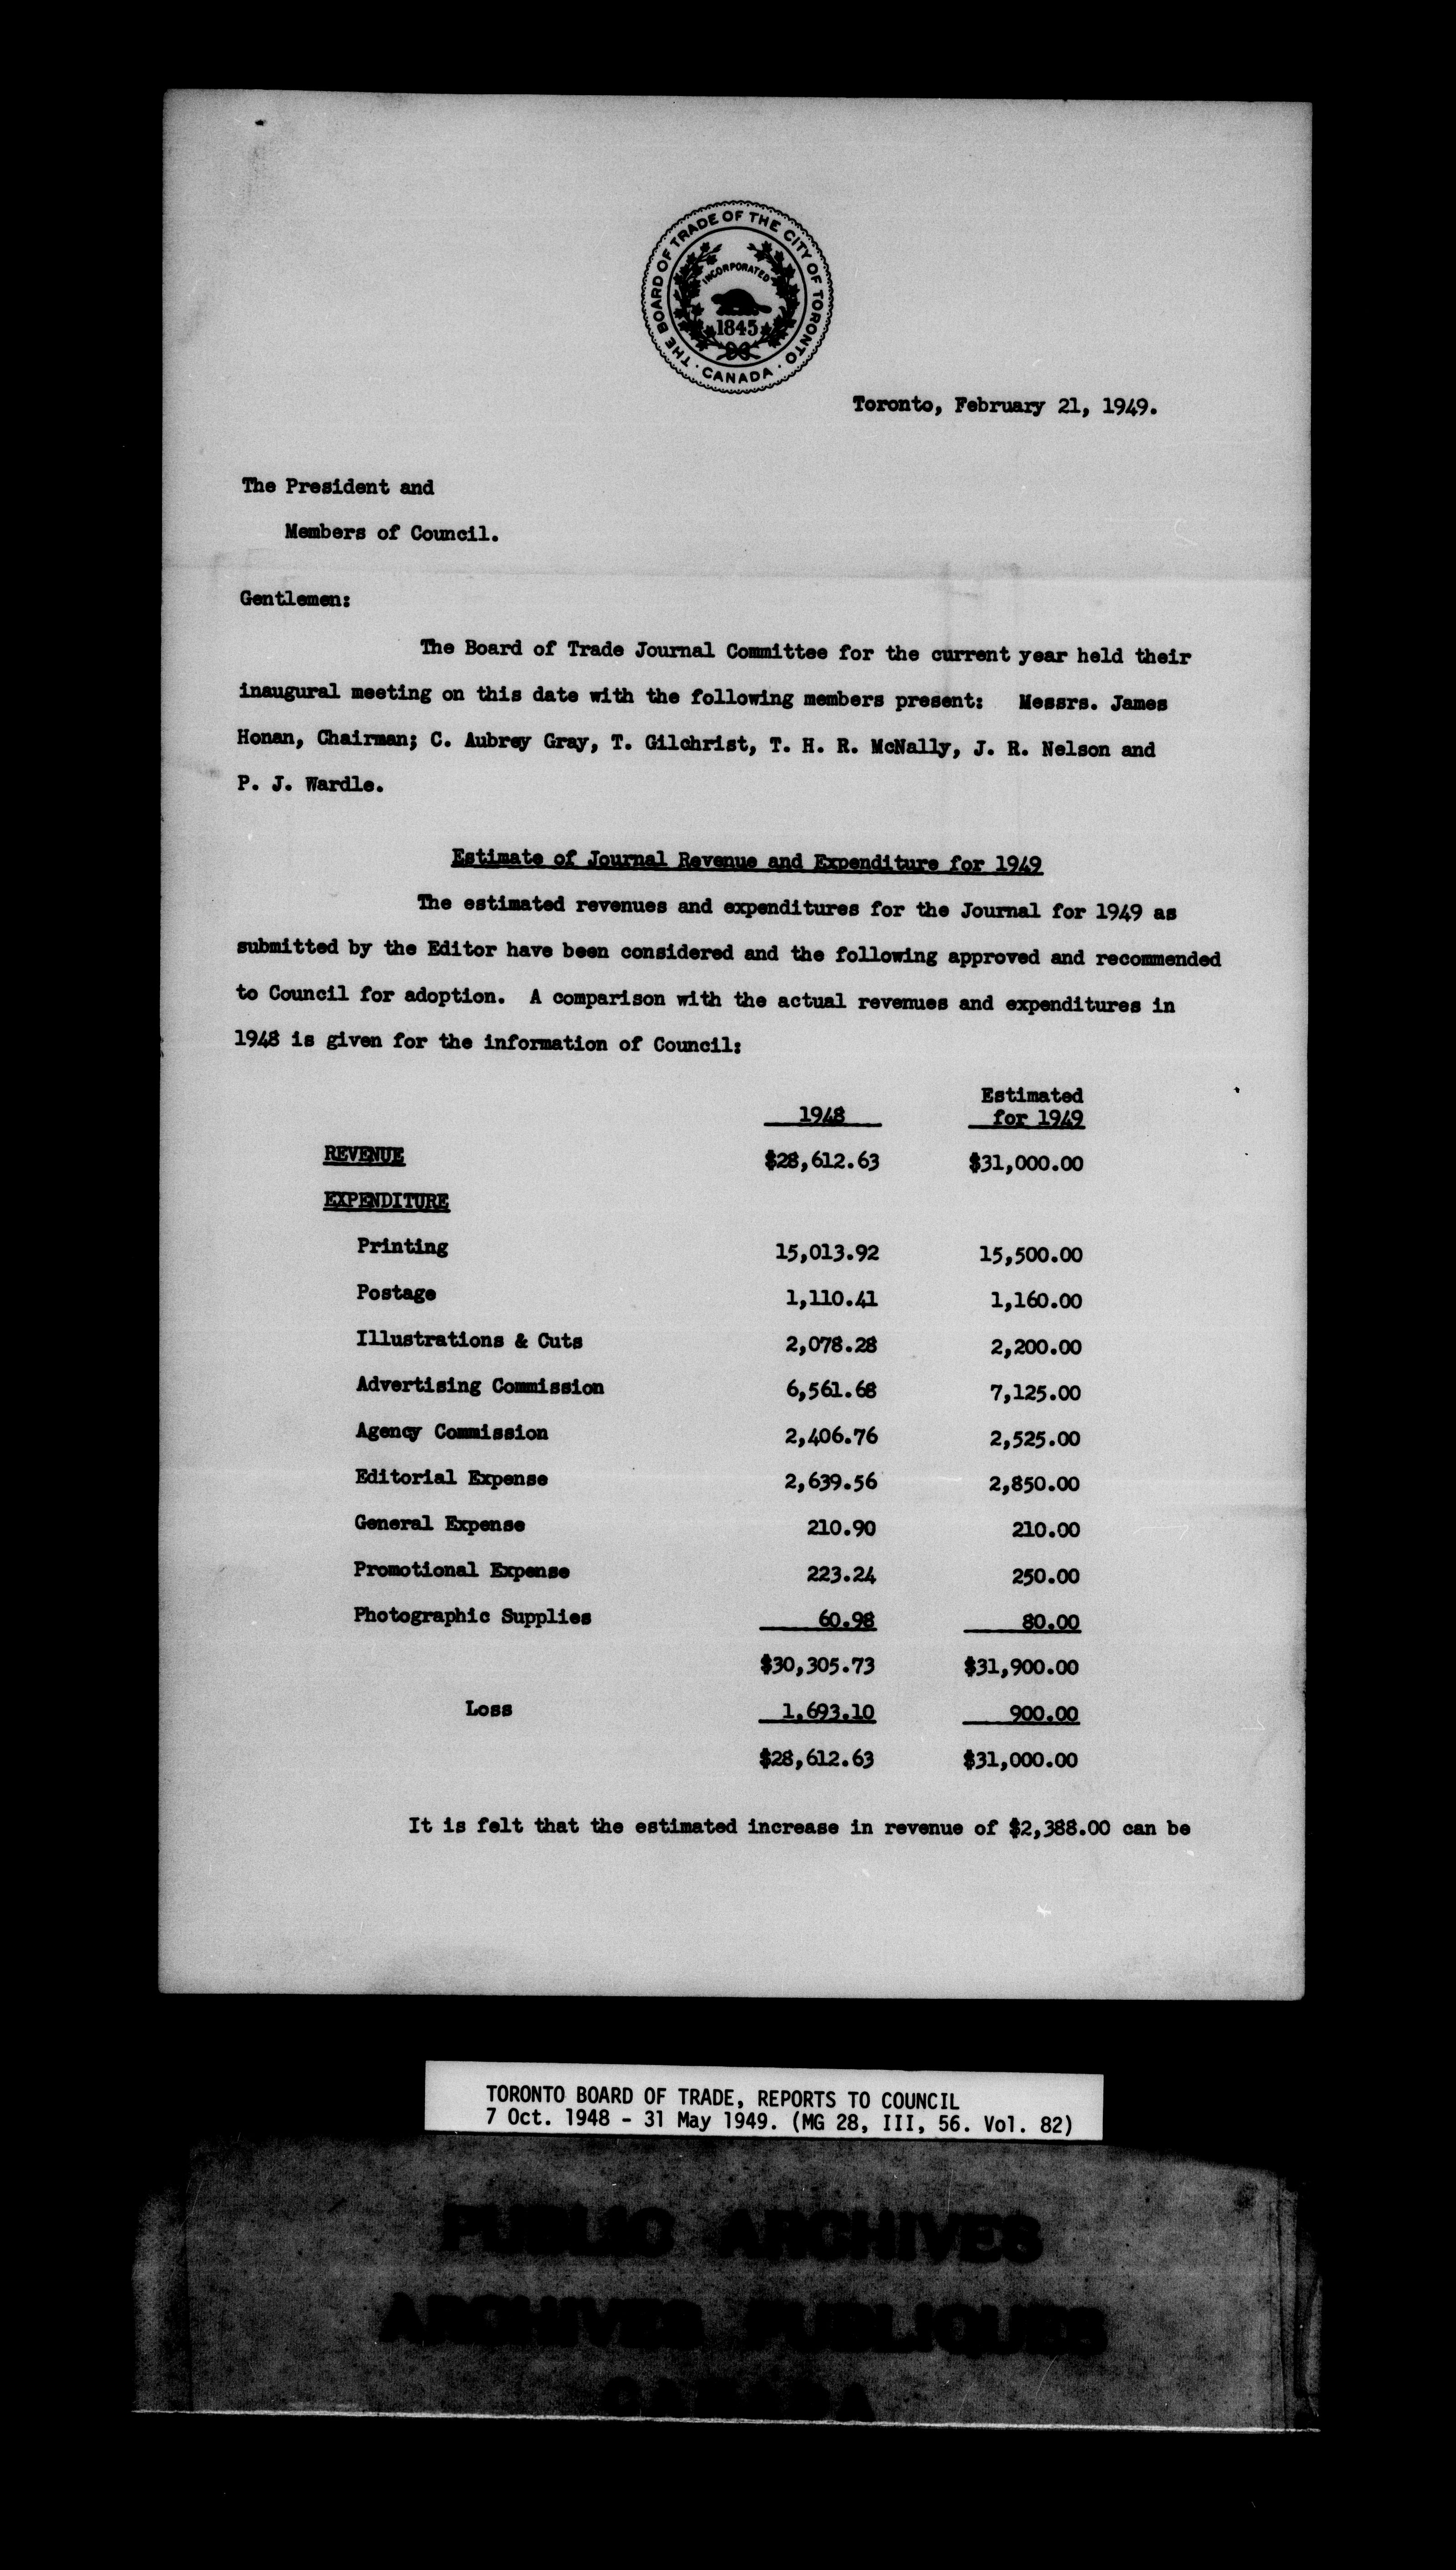 THE BOARD OF TRADE OF THE CITY OF TORONTO
· CANADA ·
INCORPORATED
1845
Toronto, February 21, 1949.
The President and
Members of Council.
Gentlemen:
The Board of Trade Journal Committee for the current year held their
inaugural meeting on this date with the following members present: Messrs. James
Honan, Chairman; C. Aubrey Gray, T. Gilchrist, T. H. R. McNally, J. R. Nelson and
P. J. Wardle.
Estimate of Journal Revenue and Expenditure for 1949
The estimated revenues and expenditures for the Journal for 1949 as
submitted by the Editor have been considered and the following approved and recommended
to Council for adoption. A comparison with the actual revenues and expenditures in
1948 is given for the information of Council:
Estimated
1948 for 1949
REVENUE $28,612.63 $31,000.00
EXPENDITURE
Printing 15,013.92 15,500.00
Postage 1,110.41 1,160.00
Illustrations & Cuts 2,078.28 2,200.00
Advertising Commission 6,561.68 7,125.00
Agency Commission 2,406.76 2,525.00
Editorial Expense 2,639.56 2,850.00
General Expense 210.90 210.00
Promotional Expense 223.24 250.00
Photographic Supplies 60.98 80.00
$30,305.73 $31,900.00
Loss 1,693.10 900.00
$28,612.63 $31,000.00
It is felt that the estimated increase in revenue of $2,388.00 can be
TORONTO BOARD OF TRADE, REPORTS TO COUNCIL
7 Oct. 1948 - 31 May 1949. (MG 28, III, 56. Vol. 82)
PUBLIC ARCHIVES
ARCHIVES PUBLIQUES
CANADA